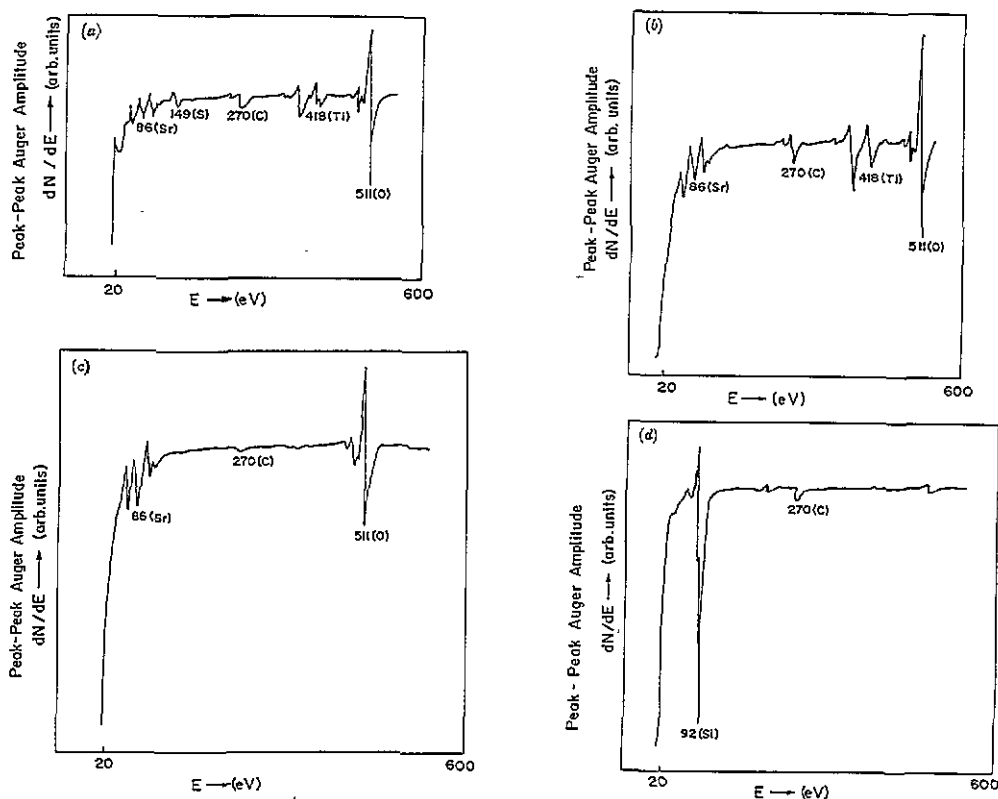 (a)
Peak-Peak Auger Amplitude
dN / dE ⟶ (arb.units)
86(Sr)
149(S)
270(C)
418(Ti)
511(O)
20
600
E ⟶ (eV)
(b)
Peak-Peak Auger Amplitude
dN/dE ⟶ (arb. units)
86(Sr)
270(C)
418(Ti)
511(O)
20
600
E ⟶ (eV)
(c)
Peak-Peak Auger Amplitude
dN/dE ⟶ (arb.units)
86(Sr)
270(C)
511(O)
20
600
E ⟶ (eV)
(d)
Peak - Peak Auger Amplitude
dN/dE ⟶ (arb.units)
92(Si)
270(C)
20
600
E ⟶ (eV)